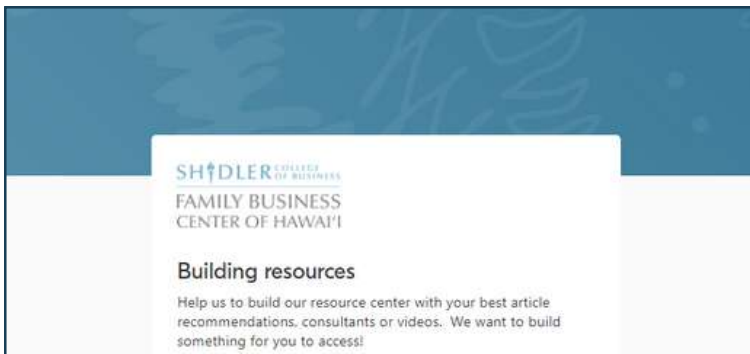 SHIDLER COLLEGE OF BUSINESS
FAMILY BUSINESS
CENTER OF HAWAI'I
Building resources
Help us to build our resource center with your best article
recommendations, consultants or videos.  We want to build
something for you to access!